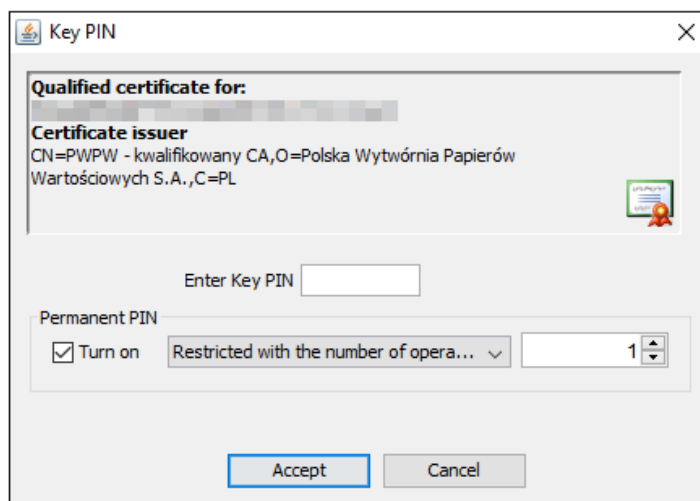 Key PIN
Qualified certificate for:
Certificate issuer
CN=PWPW - kwalifikowany CA,O=Polska Wytwórnia Papierów
Wartościowych S.A.,C=PL
Enter Key PIN
Permanent PIN
Turn on Restricted with the number of opera... 1
Accept Cancel